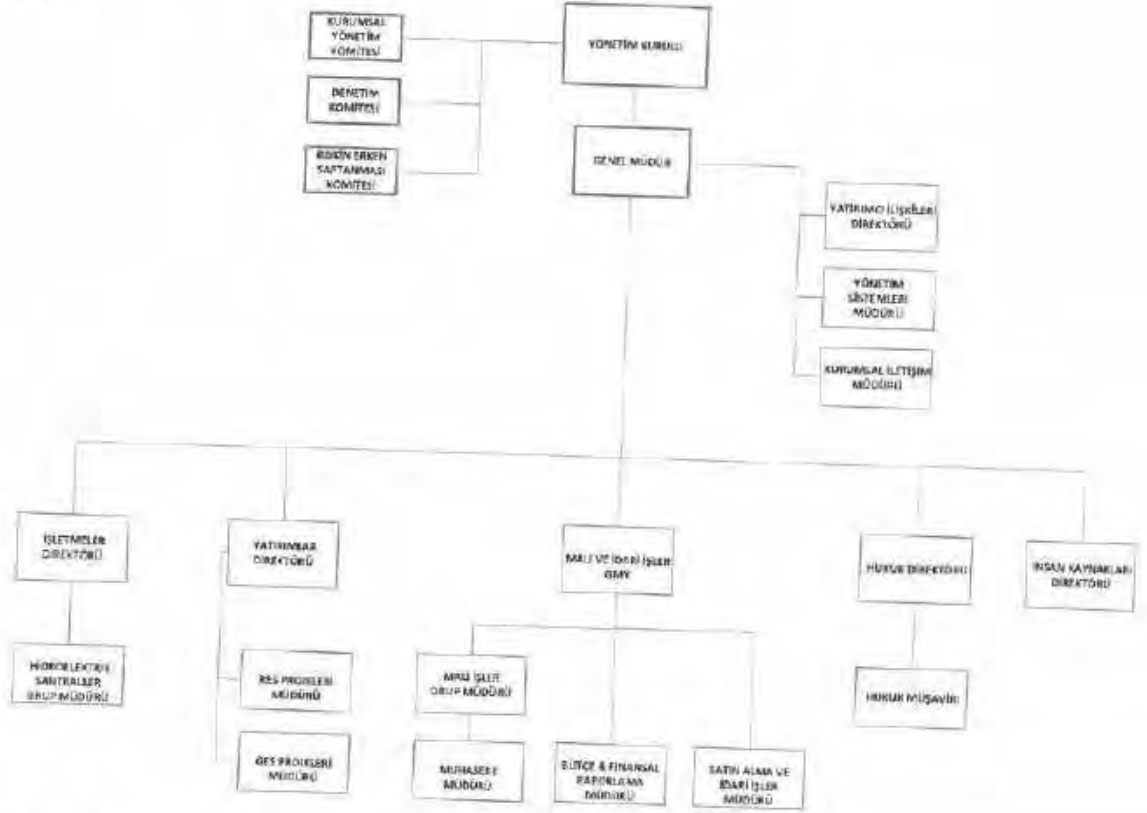 KURUMSAL
YÖNETİM
KOMİTESİ
YÖNETİM KURULU
DENETİM
KOMİTESİ
RİSKİN ERKEN
SAPTANMASI
KOMİTESİ
GENEL MÜDÜR
YATIRIMCI İLİŞKİLERİ
DİREKTÖRÜ
YÖNETİM
SİSTEMLERİ
MÜDÜRÜ
KURUMSAL İLETİŞİM
MÜDÜRÜ
İŞLETMELER
DİREKTÖRÜ
YATIRIMLAR
DİREKTÖRÜ
MALİ VE İDARİ İŞLER
GMY
HUKUK DİREKTÖRÜ
İNSAN KAYNAKLARI
DİREKTÖRÜ
HİDROELEKTRİK
SANTRALLER
GRUP MÜDÜRÜ
RES PROJELERİ
MÜDÜRÜ
MALİ İŞLER
GRUP MÜDÜRÜ
HUKUK MÜŞAVİRİ
GES PROJELERİ
MÜDÜRÜ
MUHASEBE
MÜDÜRÜ
BÜTÇE & FİNANSAL
RAPORLAMA
MÜDÜRÜ
SATIN ALMA VE
İDARİ İŞLER
MÜDÜRÜ